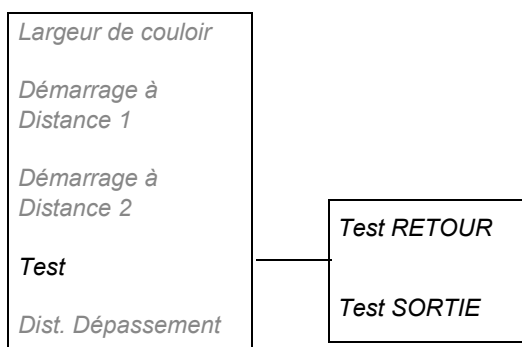 Largeur de couloir
Démarrage à
Distance 1
Démarrage à
Distance 2
Test
Dist. Dépassement
Test RETOUR
Test SORTIE